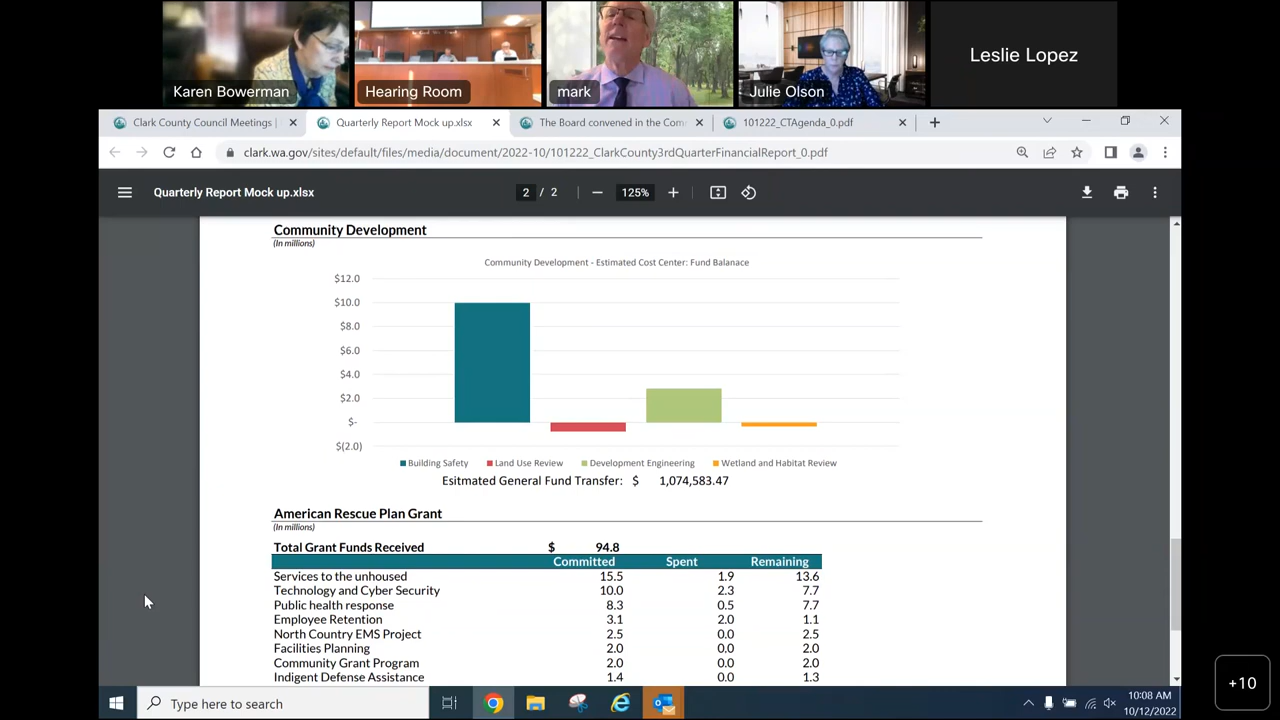 Karen Bowerman
Hearing Room
mark
Julie Olson
Leslie Lopez
Clark County Council Meetings |
Quarterly Report Mock up.xlsx
The Board convened in the Com
101222_CTAgenda_0.pdf
clark.wa.gov/sites/default/files/media/document/2022-10/101222_ClarkCounty3rdQuarterFinancialReport_0.pdf
Quarterly Report Mock up.xlsx
2 / 2
125%
Community Development
(In millions)
Community Development - Estimated Cost Center: Fund Balanace
$12.0
$10.0
$8.0
$6.0
$4.0
$2.0
$-
$(2.0)
Building Safety Land Use Review Development Engineering Wetland and Habitat Review
Esitmated General Fund Transfer: $ 1,074,583.47
American Rescue Plan Grant
(In millions)
Total Grant Funds Received $ 94.8
Committed Spent Remaining
Services to the unhoused 15.5 1.9 13.6
Technology and Cyber Security 10.0 2.3 7.7
Public health response 8.3 0.5 7.7
Employee Retention 3.1 2.0 1.1
North Country EMS Project 2.5 0.0 2.5
Facilities Planning 2.0 0.0 2.0
Community Grant Program 2.0 0.0 2.0
Indigent Defense Assistance 1.4 0.0 1.3
+10
Type here to search
10:08 AM
10/12/2022